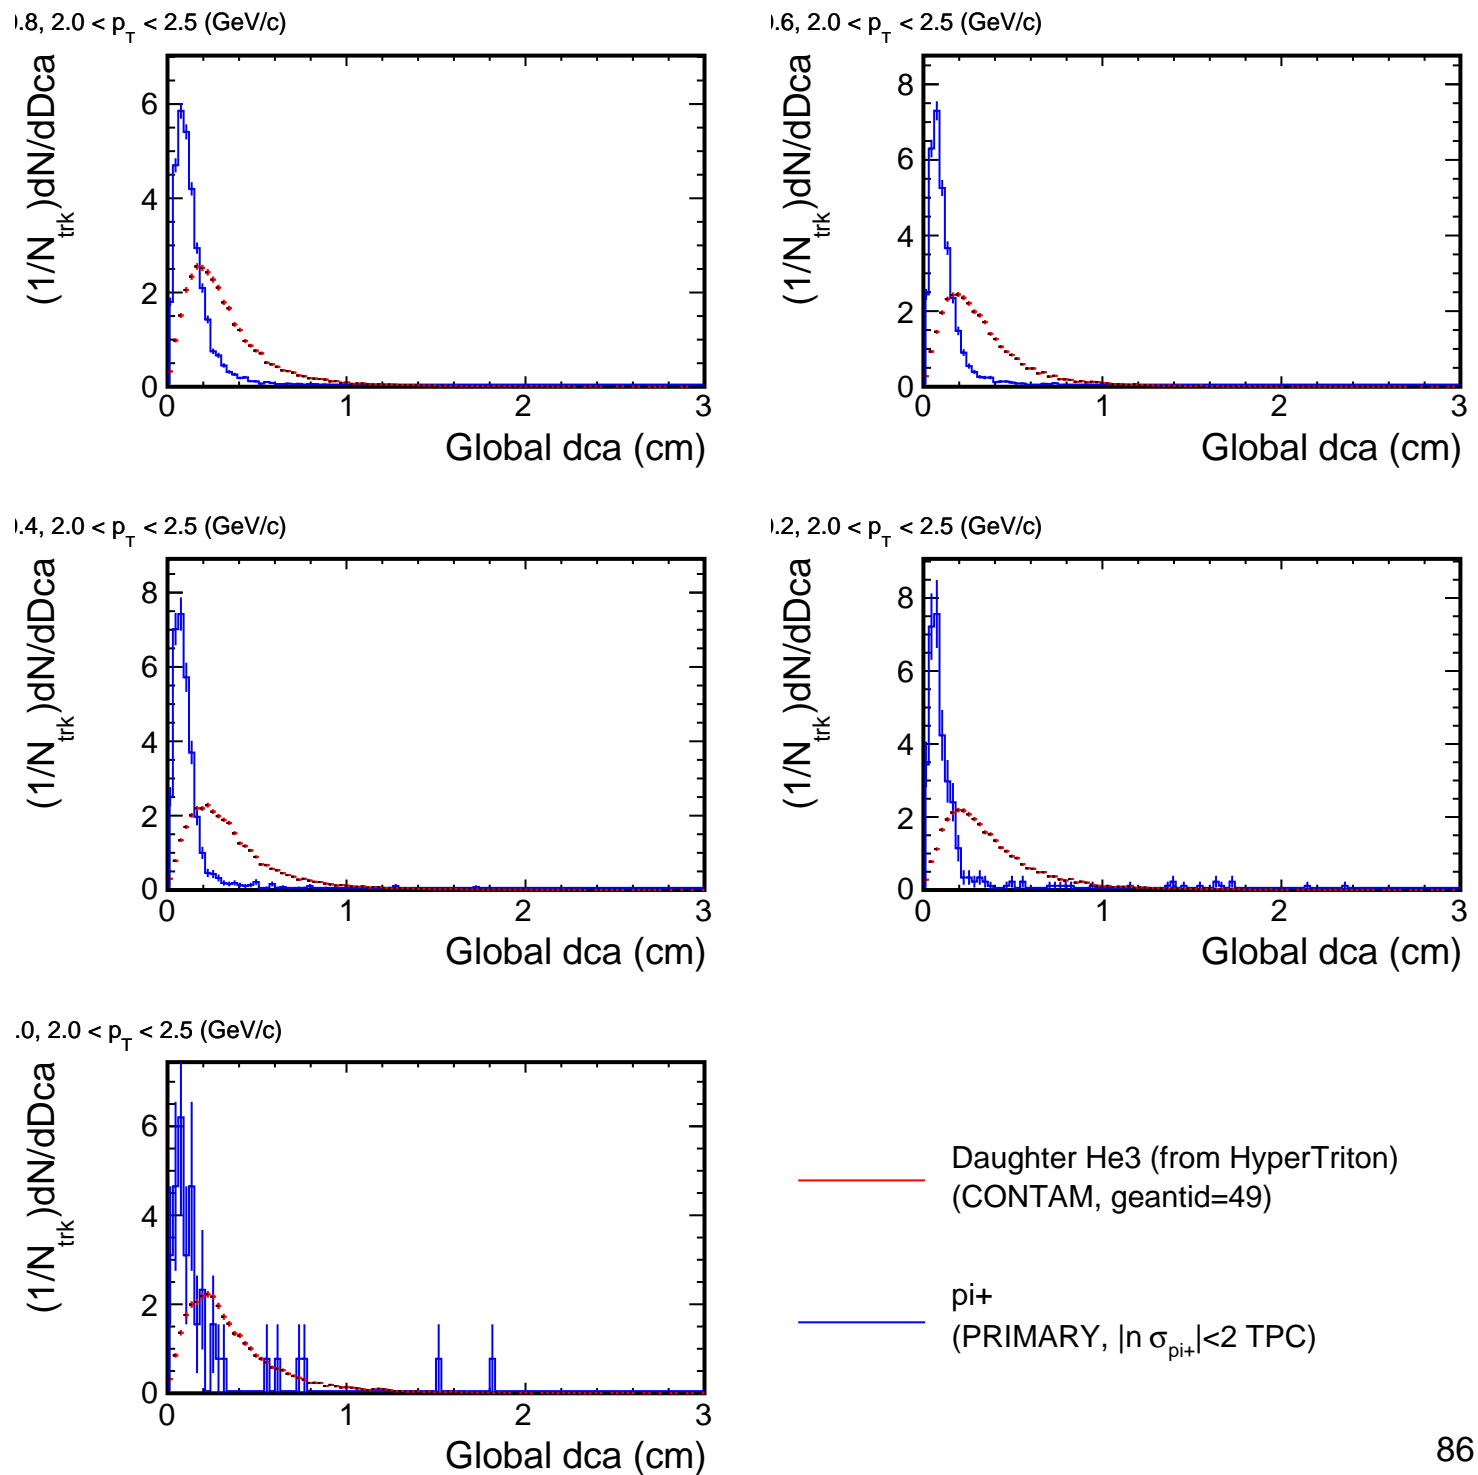 ).8, 2.0 < p_T < 2.5 (GeV/c)
(1/N_trk)dN/dDca
6
4
2
0
0 1 2 3
Global dca (cm)
).6, 2.0 < p_T < 2.5 (GeV/c)
(1/N_trk)dN/dDca
8
6
4
2
0
0 1 2 3
Global dca (cm)
).4, 2.0 < p_T < 2.5 (GeV/c)
(1/N_trk)dN/dDca
8
6
4
2
0
0 1 2 3
Global dca (cm)
).2, 2.0 < p_T < 2.5 (GeV/c)
(1/N_trk)dN/dDca
8
6
4
2
0
0 1 2 3
Global dca (cm)
.0, 2.0 < p_T < 2.5 (GeV/c)
(1/N_trk)dN/dDca
6
4
2
0
0 1 2 3
Global dca (cm)
Daughter He3 (from HyperTriton)
(CONTAM, geantid=49)
pi+
(PRIMARY, |n σ_pi+|<2 TPC)
86